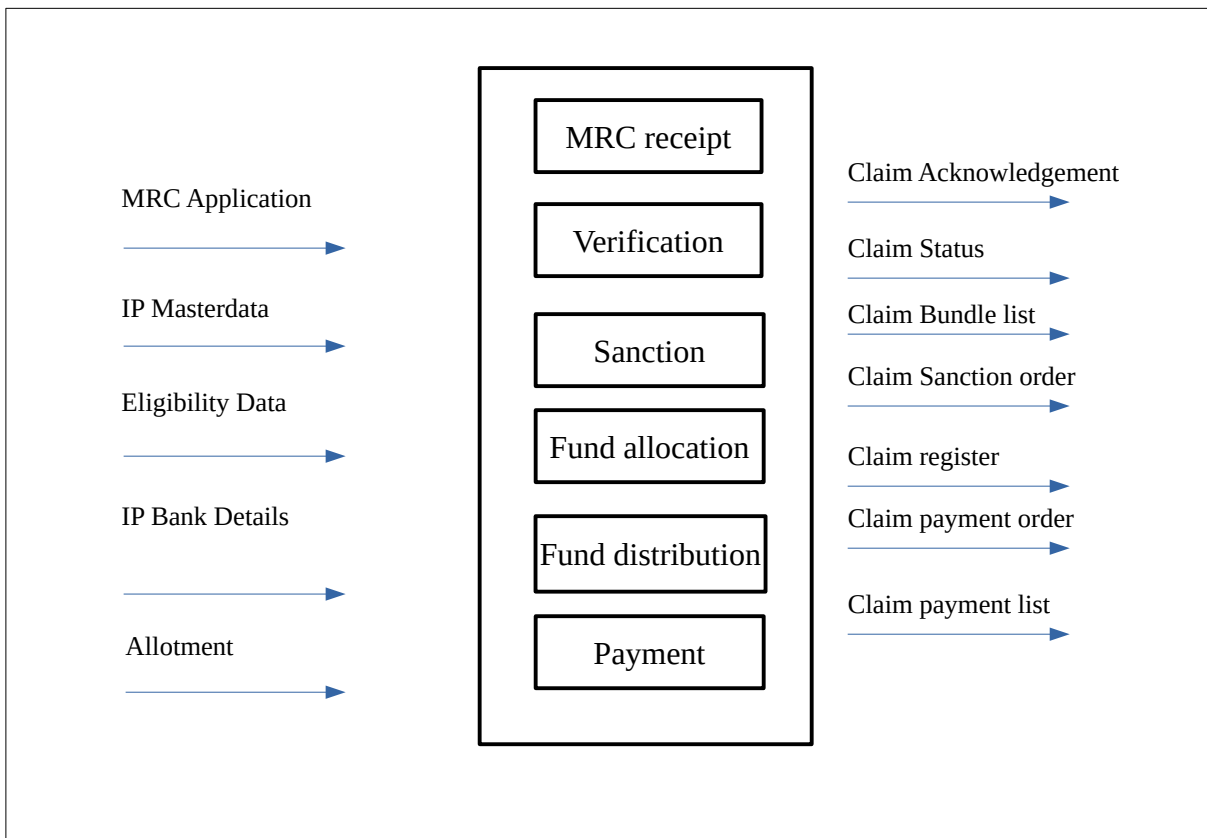 MRC Application
IP Masterdata
Eligibility Data
IP Bank Details
Allotment
MRC receipt
Verification
Sanction
Fund allocation
Fund distribution
Payment
Claim Acknowledgement
Claim Status
Claim Bundle list
Claim Sanction order
Claim register
Claim payment order
Claim payment list